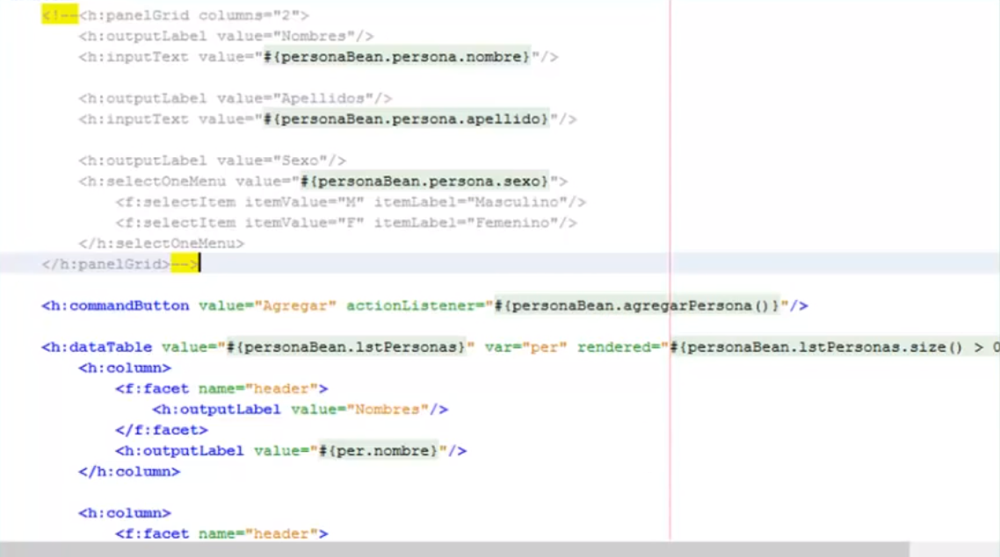 <!--<h:panelGrid columns="2">
<h:outputLabel value="Nombres"/>
<h:inputText value="#{personaBean.persona.nombre}"/>
<h:outputLabel value="Apellidos"/>
<h:inputText value="#{personaBean.persona.apellido}"/>
<h:outputLabel value="Sexo"/>
<h:selectOneMenu value="#{personaBean.persona.sexo}">
<f:selectItem itemValue="M" itemLabel="Masculino"/>
<f:selectItem itemValue="F" itemLabel="Femenino"/>
</h:selectOneMenu>
</h:panelGrid>-->
<h:commandButton value="Agregar" actionListener="#{personaBean.agregarPersona()}"/>
<h:dataTable value="#{personaBean.lstPersonas}" var="per" rendered="#{personaBean.lstPersonas.size() > 0
<h:column>
<f:facet name="header">
<h:outputLabel value="Nombres"/>
</f:facet>
<h:outputLabel value="#{per.nombre}"/>
</h:column>
<h:column>
<f:facet name="header">